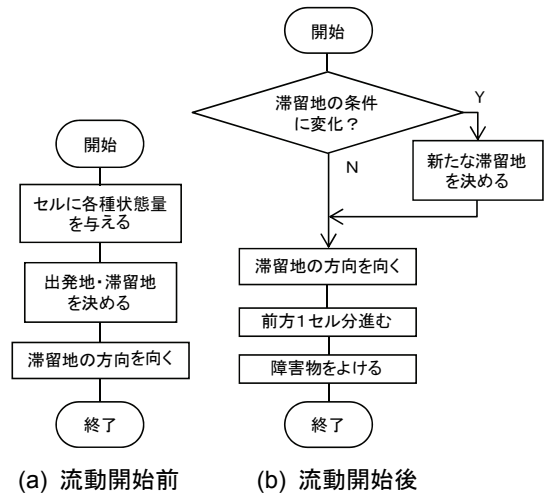 開始
セルに各種状態量
を与える
出発地・滞留地
を決める
滞留地の方向を向く
終了
(a) 流動開始前
開始
滞留地の条件
に変化？
Y
新たな滞留地
を決める
N
滞留地の方向を向く
前方１セル分進む
障害物をよける
終了
(b) 流動開始後